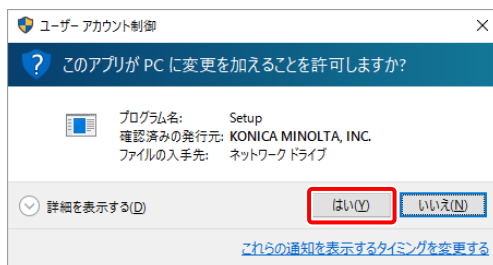 ユーザー アカウント制御
このアプリが PC に変更を加えることを許可しますか?
プログラム名: Setup
確認済みの発行元: KONICA MINOLTA, INC.
ファイルの入手先: ネットワーク ドライブ
詳細を表示する(D)
はい(Y)
いいえ(N)
これらの通知を表示するタイミングを変更する